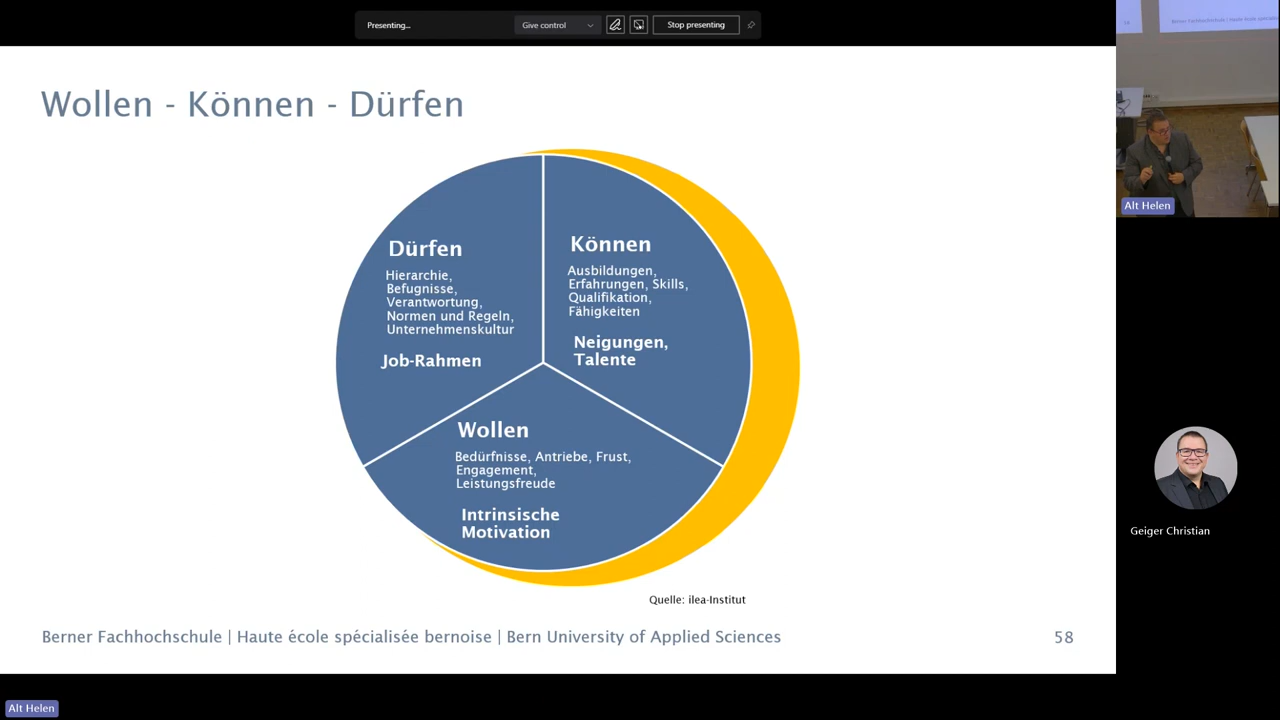 Presenting...
Give control
Stop presenting
Wollen - Können - Dürfen
Dürfen
Hierarchie,
Befugnisse,
Verantwortung,
Normen und Regeln,
Unternehmenskultur
Job-Rahmen
Können
Ausbildungen,
Erfahrungen, Skills,
Qualifikation,
Fähigkeiten
Neigungen,
Talente
Wollen
Bedürfnisse, Antriebe, Frust,
Engagement,
Leistungsfreude
Intrinsische
Motivation
Quelle: ilea-Institut
Berner Fachhochschule | Haute école spécialisée bernoise | Bern University of Applied Sciences
58
Alt Helen
Geiger Christian
Alt Helen